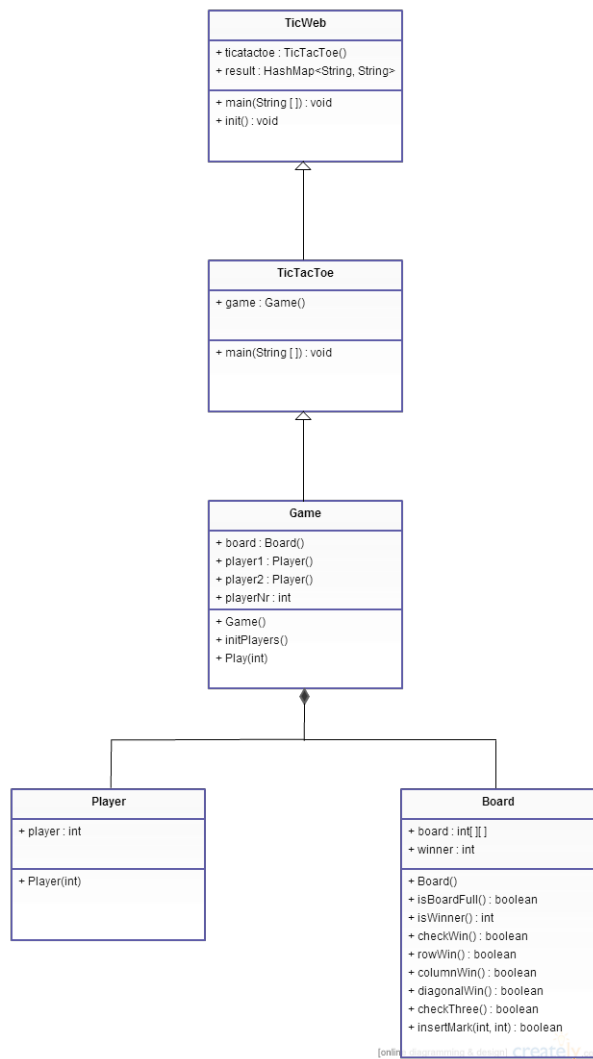 TicWeb
+ ticatactoe : TicTacToe()
+ result : HashMap<String, String>
+ main(String [ ]) : void
+ init() : void
TicTacToe
+ game : Game()
+ main(String [ ]) : void
Game
+ board : Board()
+ player1 : Player()
+ player2 : Player()
+ playerNr : int
+ Game()
+ initPlayers()
+ Play(int)
Player
+ player : int
+ Player(int)
Board
+ board : int[ ][ ]
+ winner : int
+ Board()
+ isBoardFull() : boolean
+ isWinner() : int
+ checkWin() : boolean
+ rowWin() : boolean
+ columnWin() : boolean
+ diagonalWin() : boolean
+ checkThree() : boolean
+ insertMark(int, int) : boolean
diagramming & design] creately